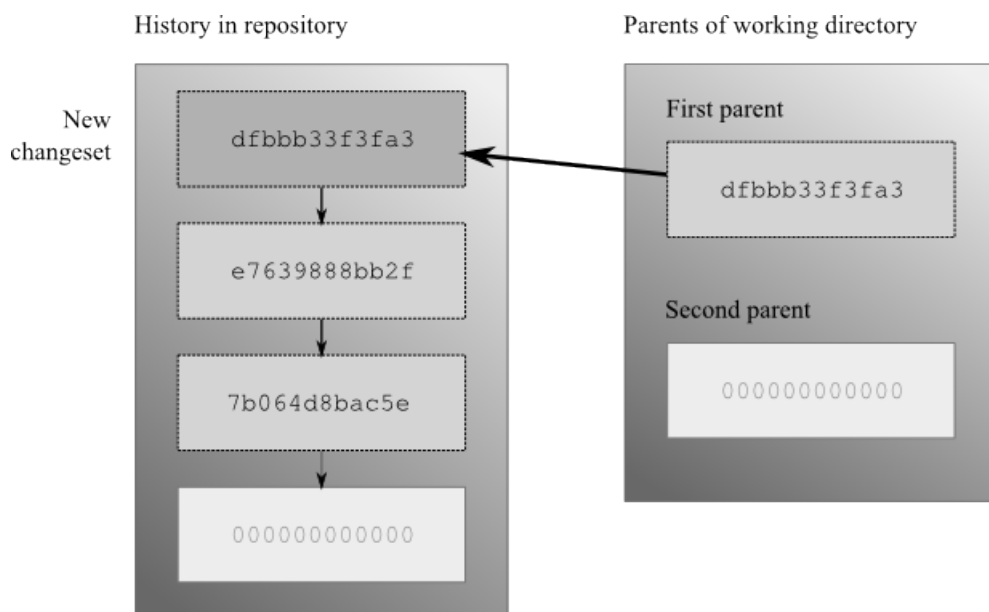 History in repository
Parents of working directory
New
changeset
dfbbb33f3fa3
e7639888bb2f
7b064d8bac5e
000000000000
First parent
dfbbb33f3fa3
Second parent
000000000000